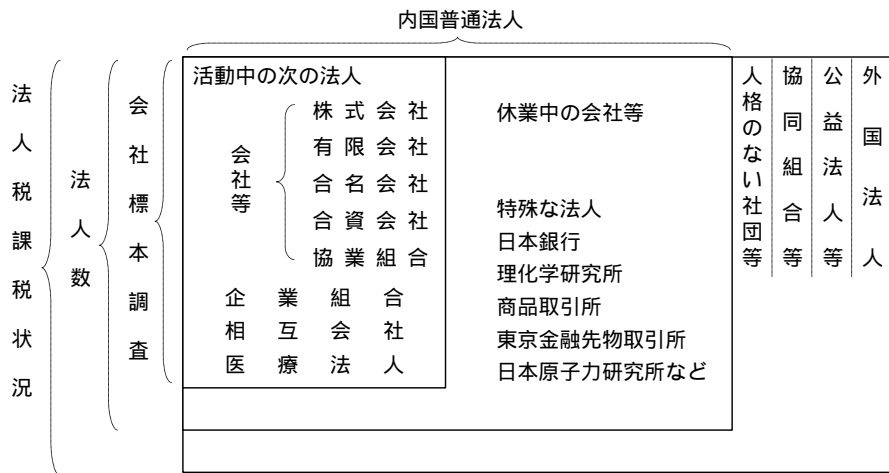 内国普通法人
法人税課税状況
法人数
会社標本調査
活動中の次の法人
会社等
株式会社
有限会社
合名会社
合資会社
協業組合
企業組合
相互会社
医療法人
休業中の会社等
特殊な法人
日本銀行
理化学研究所
商品取引所
東京金融先物取引所
日本原子力研究所など
人格のない社団等
協同組合等
公益法人等
外国法人